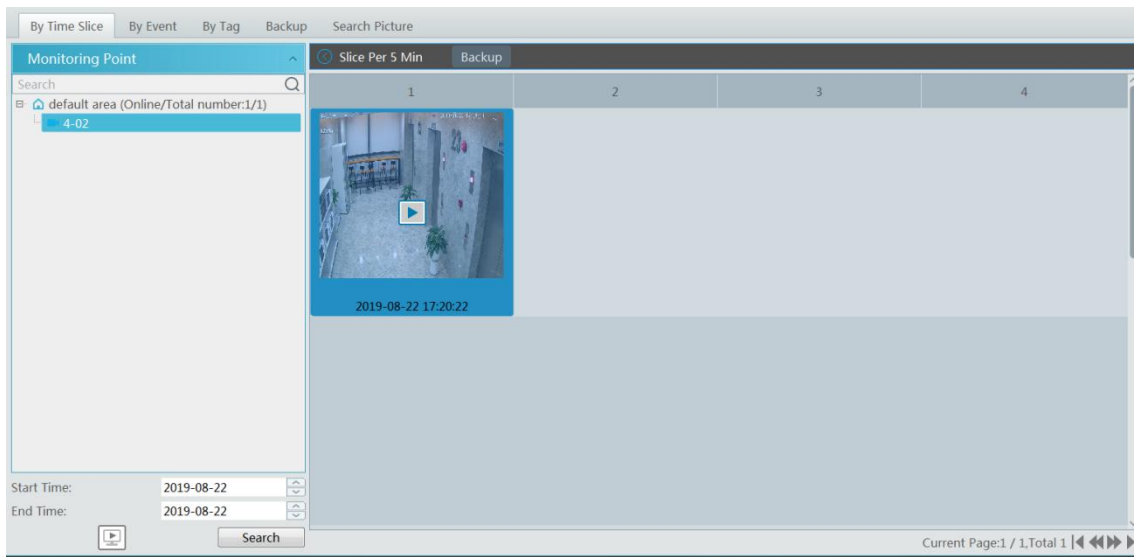 By Time Slice By Event By Tag Backup Search Picture
Monitoring Point
Search
default area (Online/Total number:1/1)
4-02
Start Time: 2019-08-22
End Time: 2019-08-22
Search
Slice Per 5 Min Backup
1 2 3 4
23
2019-08-22 17:20:22
Current Page:1 / 1,Total 1